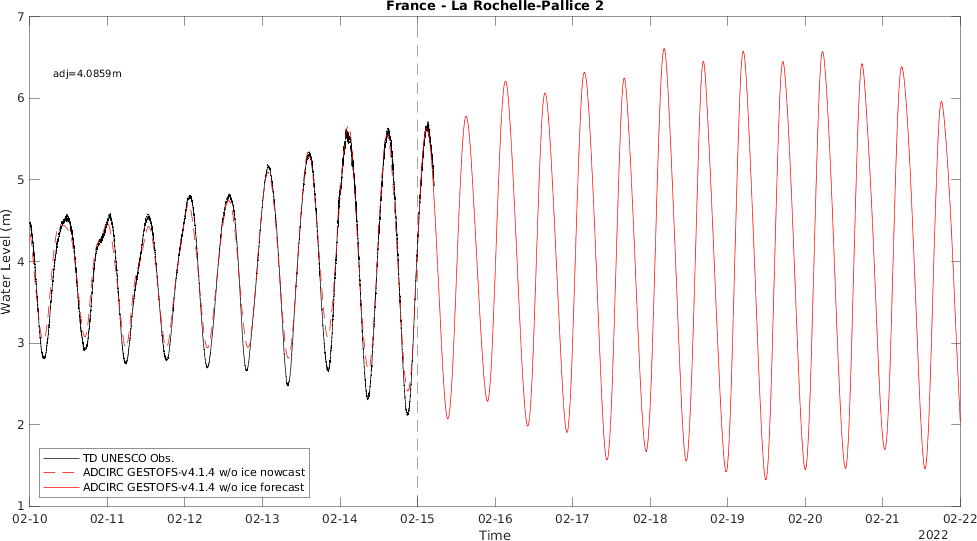 France - La Rochelle-Pallice 2
7
adj=4.0859m
6
5
4
3
2
1
Water Level (m)
TD UNESCO Obs.
ADCIRC GESTOFS-v4.1.4 w/o ice nowcast
ADCIRC GESTOFS-v4.1.4 w/o ice forecast
02-10 02-11 02-12 02-13 02-14 02-15 02-16 02-17 02-18 02-19 02-20 02-21 02-22
Time
2022